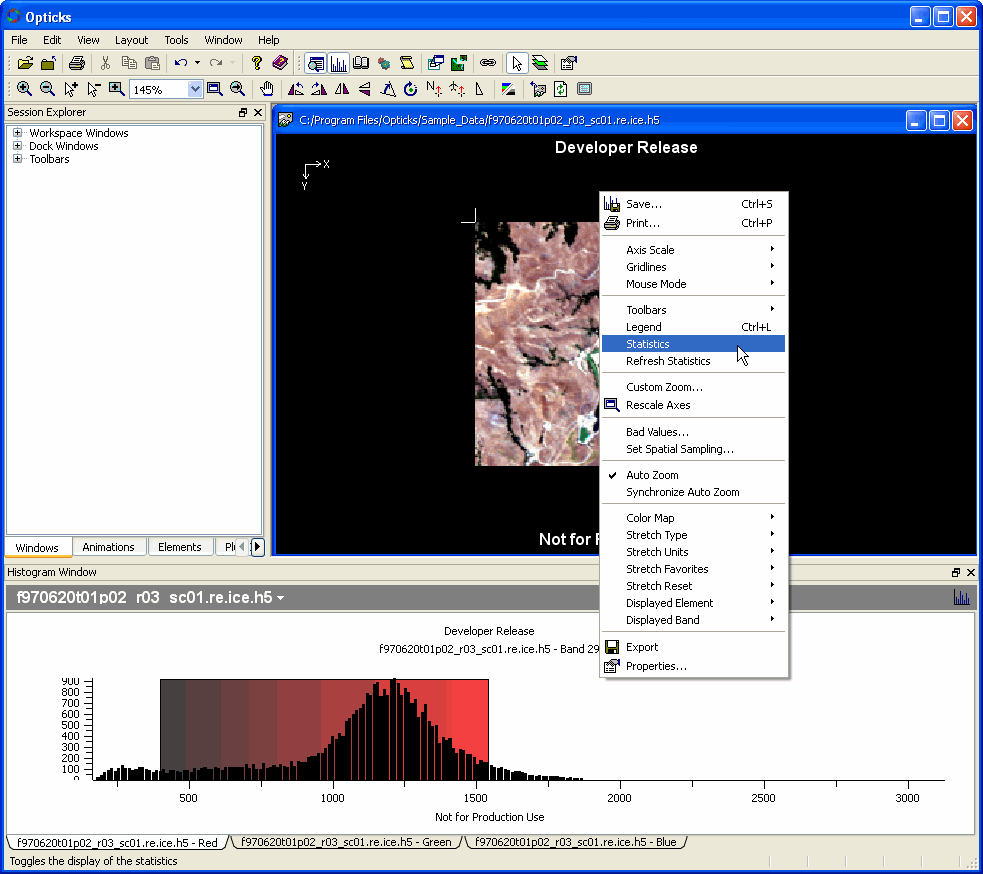 Opticks
File Edit View Layout Tools Window Help
145%
Session Explorer
Workspace Windows
Dock Windows
Toolbars
Windows Animations Elements
C:/Program Files/Opticks/Sample_Data/f970620t01p02_r03_sc01.re.ice.h5
Developer Release
X
Y
Not for
Save... Ctrl+S
Print... Ctrl+P
Axis Scale
Gridlines
Mouse Mode
Toolbars
Legend Ctrl+L
Statistics
Refresh Statistics
Custom Zoom...
Rescale Axes
Bad Values...
Set Spatial Sampling...
Auto Zoom
Synchronize Auto Zoom
Color Map
Stretch Type
Stretch Units
Stretch Favorites
Stretch Reset
Displayed Element
Displayed Band
Export
Properties...
Histogram Window
f970620t01p02_r03_sc01.re.ice.h5
Developer Release
f970620t01p02_r03_sc01.re.ice.h5 - Band 29
900
800
700
600
500
400
300
200
100
0
500 1000 1500 2000 2500 3000
Not for Production Use
f970620t01p02_r03_sc01.re.ice.h5 - Red f970620t01p02_r03_sc01.re.ice.h5 - Green f970620t01p02_r03_sc01.re.ice.h5 - Blue
Toggles the display of the statistics